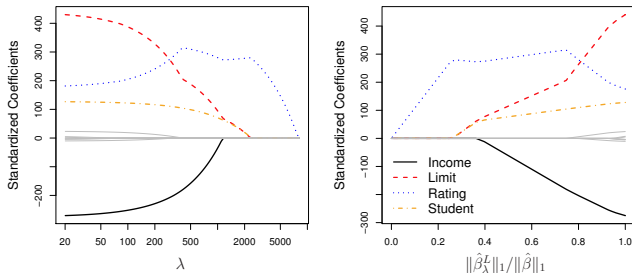 Standardized Coefficients
400
300
200
100
0
−200
20 50 100 200 500 2000 5000
λ
Standardized Coefficients
400
300
200
100
0
−100
−300
Income
Limit
Rating
Student
0.0 0.2 0.4 0.6 0.8 1.0
‖β̂λᴸ‖₁/‖β̂‖₁